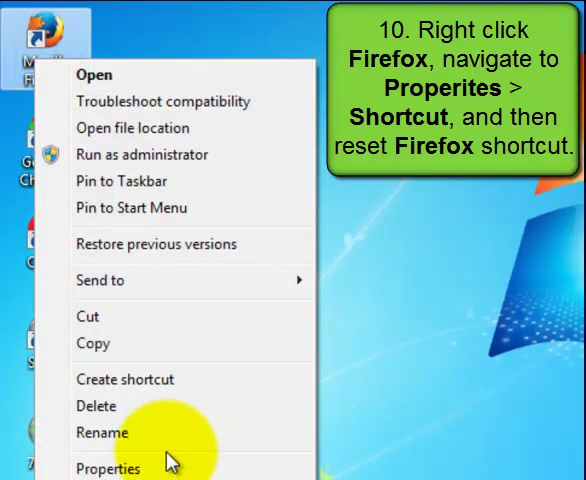 10. Right click
Firefox, navigate to
Properites >
Shortcut, and then
reset Firefox shortcut.
Open
Troubleshoot compatibility
Open file location
Run as administrator
Pin to Taskbar
Pin to Start Menu
Restore previous versions
Send to
Cut
Copy
Create shortcut
Delete
Rename
Properties